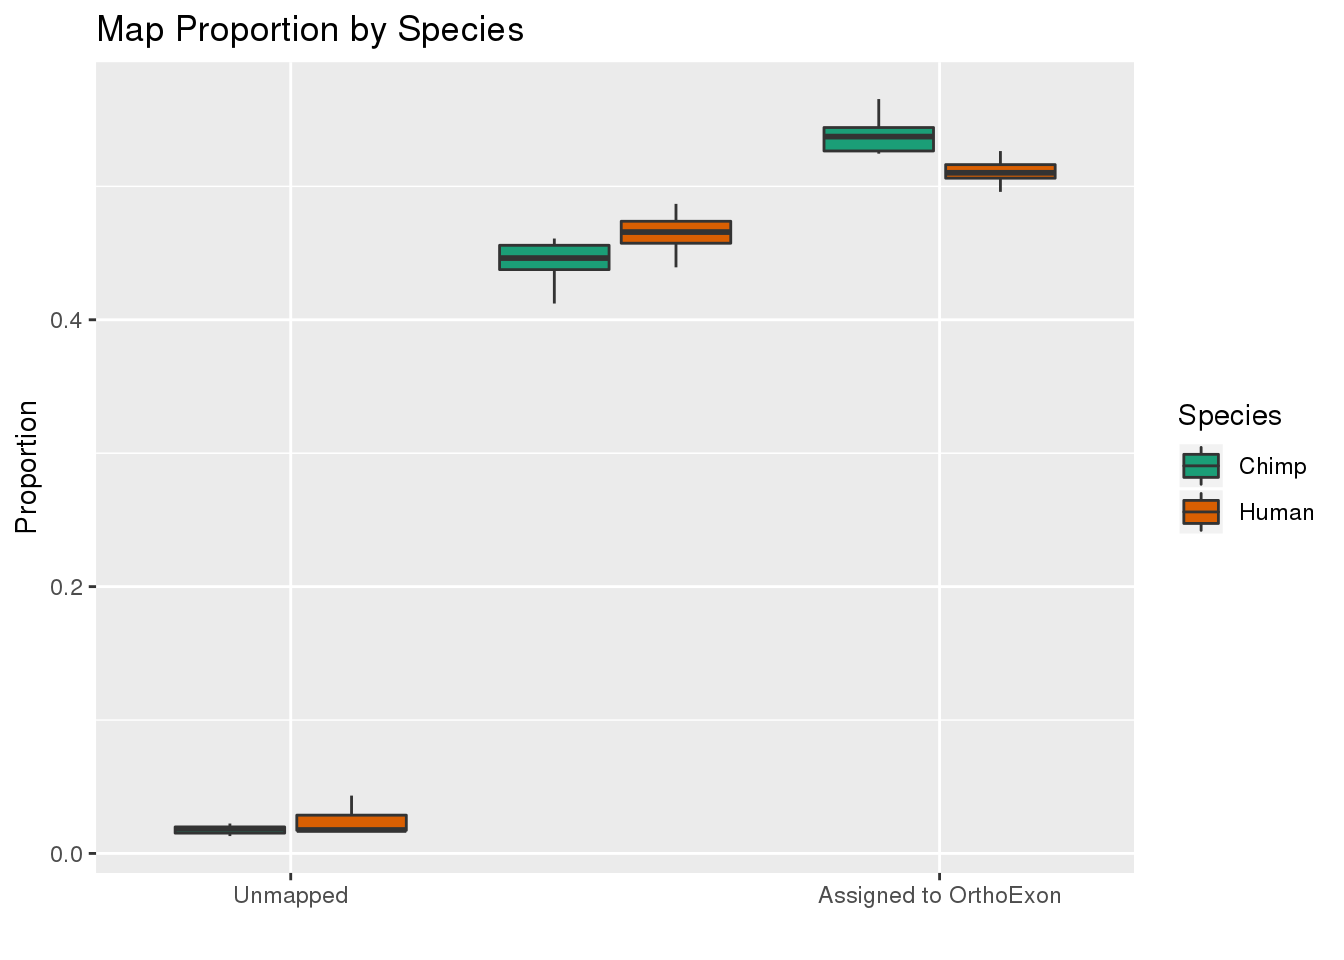 Map Proportion by Species
Proportion
0.4
0.2
0.0
Unmapped
Assigned to OrthoExon
Species
Chimp
Human